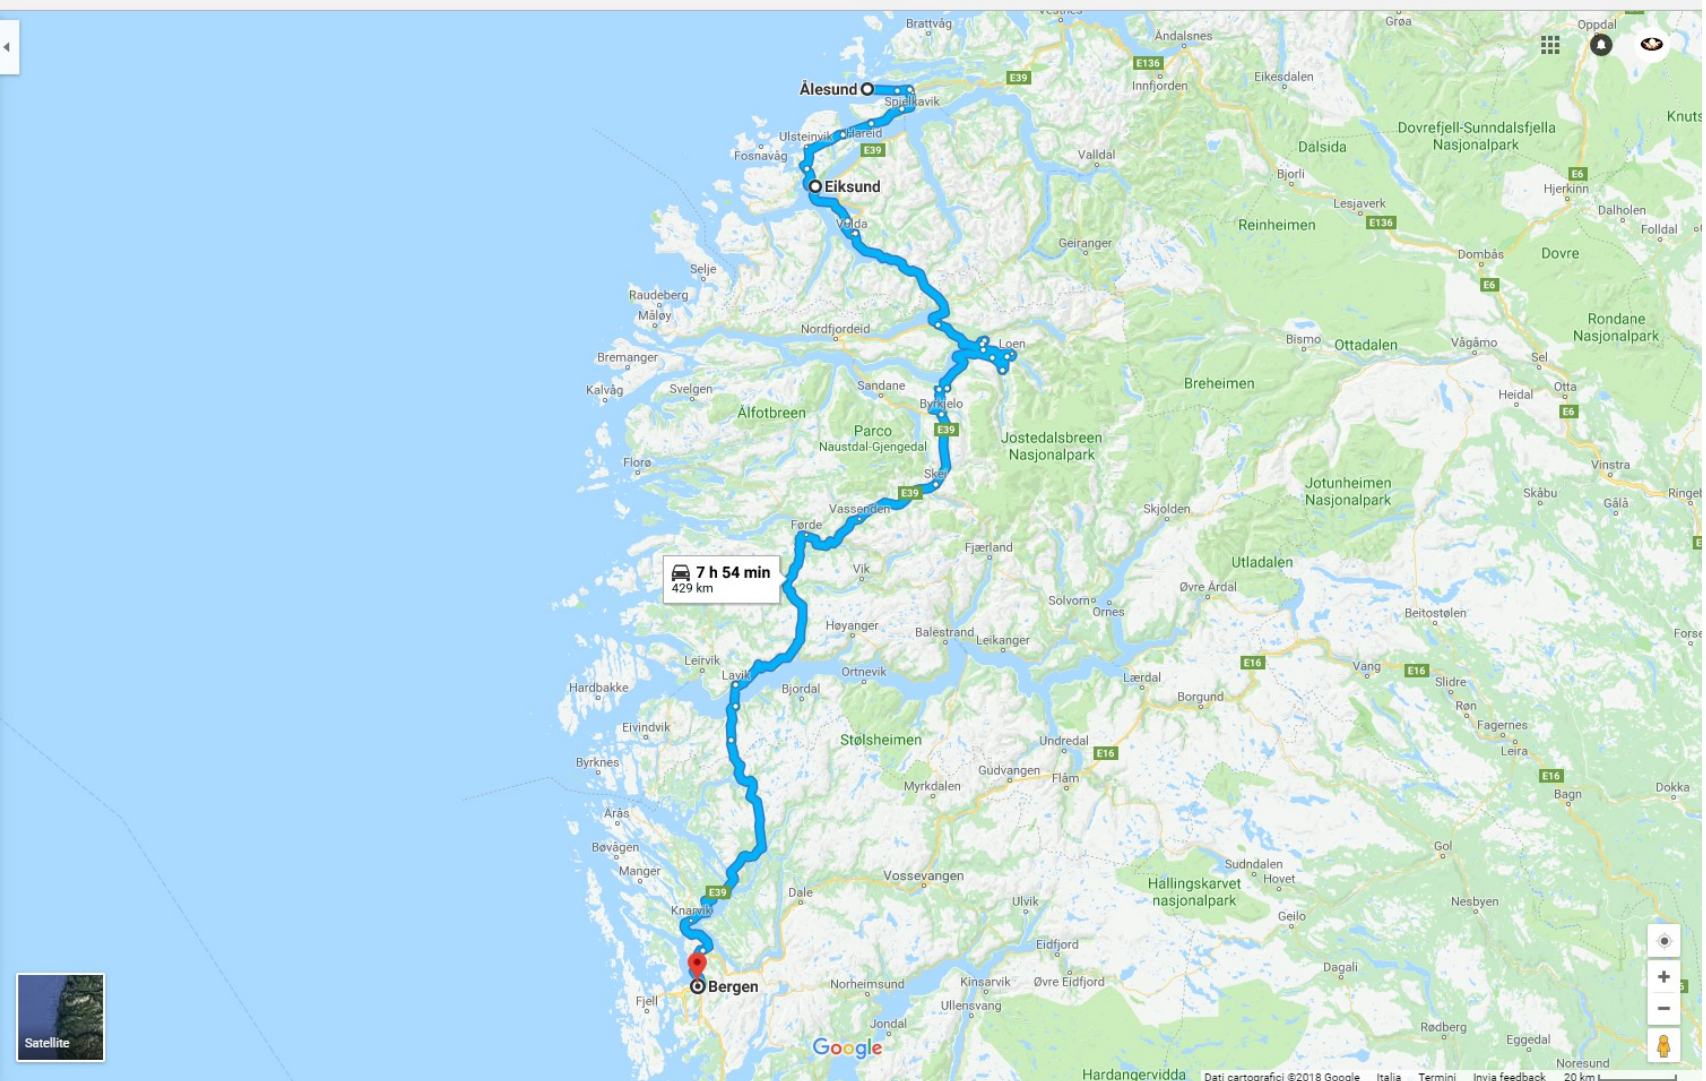 Brattvåg
Vestnes
Grøa
Oppdal
Åndalsnes
E136
Innfjorden
Eikesdalen
E39
Ålesund
Spjelkavik
Hareid
Ulsteinvik
E39
Fosnavåg
Valldal
Dovrefjell-Sunndalsfjella
Nasjonalpark
Dalsida
Knuts
E6
Bjorli
Hjerkinn
Eiksund
Lesjaverk
E136
Dalholen
Folldal
Volda
Reinheimen
Geiranger
Dombås
Dovre
Selje
E6
Raudeberg
Måløy
Nordfjordeid
Loen
Rondane
Nasjonalpark
Bismo
Ottadalen
Vågåmo
Sel
Bremanger
Kalvåg
Svelgen
Sandane
Breheimen
Otta
Heidal
E6
Byrkjelo
Ålfotbreen
E39
Parco
Naustdal-Gjengedal
Jostedalsbreen
Nasjonalpark
Florø
Skei
Vinstra
Jotunheimen
Nasjonalpark
Skåbu
Gålå
Ringeb
E39
Vassenden
Skjolden
Førde
Fjærland
Utladalen
7 h 54 min
429 km
Vik
Øvre Årdal
Solvorn
Ornes
Beitostølen
Høyanger
Balestrand
Leikanger
Forse
Leirvik
Lavik
Ortnevik
E16
Vang
E16
Hardbakke
Bjordal
Lærdal
Borgund
Slidre
Røn
Eivindvik
Fagernes
Stølsheimen
Undredal
E16
Leira
Byrknes
Gudvangen
Flåm
E16
Myrkdalen
Bagn
Dokka
Årås
Bøvågen
Gol
Manger
Vossevangen
Sudndalen
Hovet
E39
Dale
Hallingskarvet
nasjonalpark
Knarvik
Ulvik
Geilo
Nesbyen
Eidfjord
Bergen
Norheimsund
Kinsarvik
Øvre Eidfjord
Dagali
Fjell
Ullensvang
Jondal
Rødberg
Eggedal
Satellite
Google
Noresund
Hardangervidda
Dati cartografici ©2018 Google Italia Termini Invia feedback 20 km